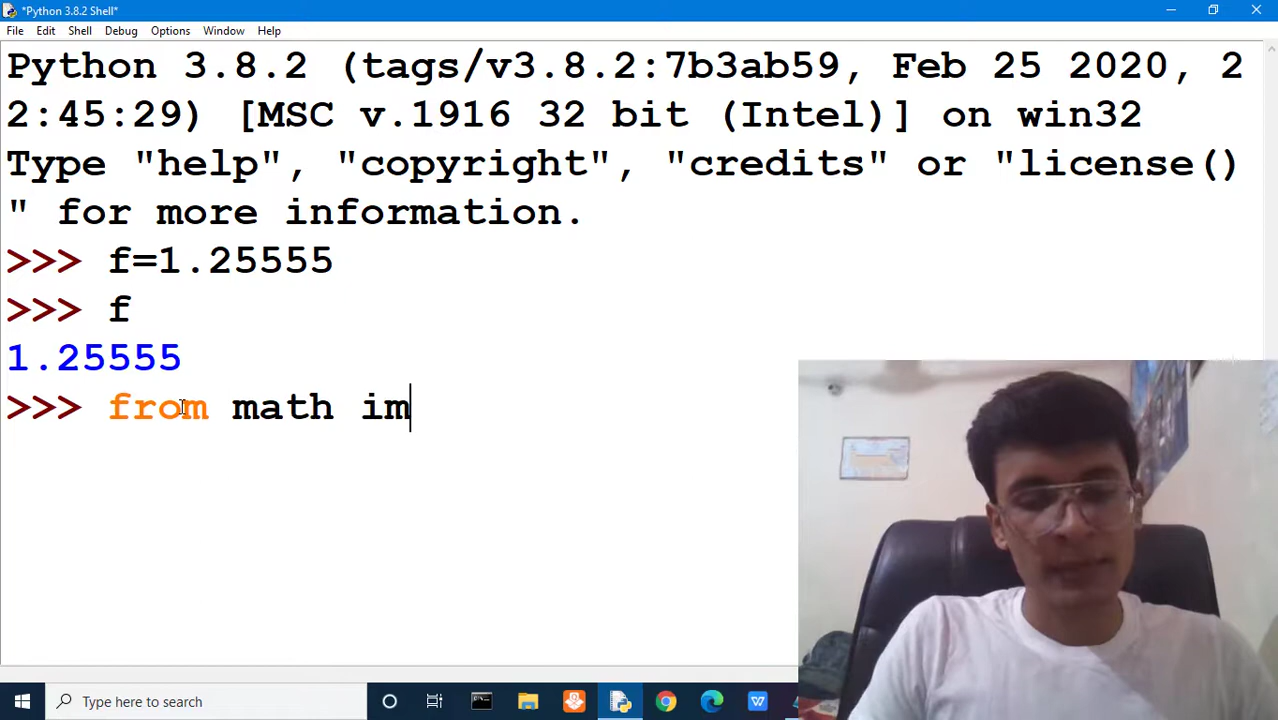 *Python 3.8.2 Shell*
File Edit Shell Debug Options Window Help
Python 3.8.2 (tags/v3.8.2:7b3ab59, Feb 25 2020, 2
2:45:29) [MSC v.1916 32 bit (Intel)] on win32
Type "help", "copyright", "credits" or "license()
" for more information.
>>> f=1.25555
>>> f
1.25555
>>> from math im
Type here to search